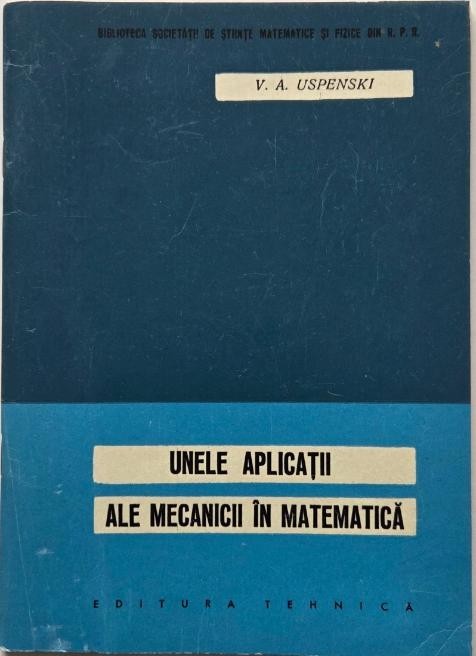 BIBLIOTECA SOCIETĂȚII DE ȘTIINȚE MATEMATICE ȘI FIZICE DIN R. P. R.
V. A. USPENSKI
UNELE APLICAȚII
ALE MECANICII ÎN MATEMATICĂ
EDITURA TEHNICĂ